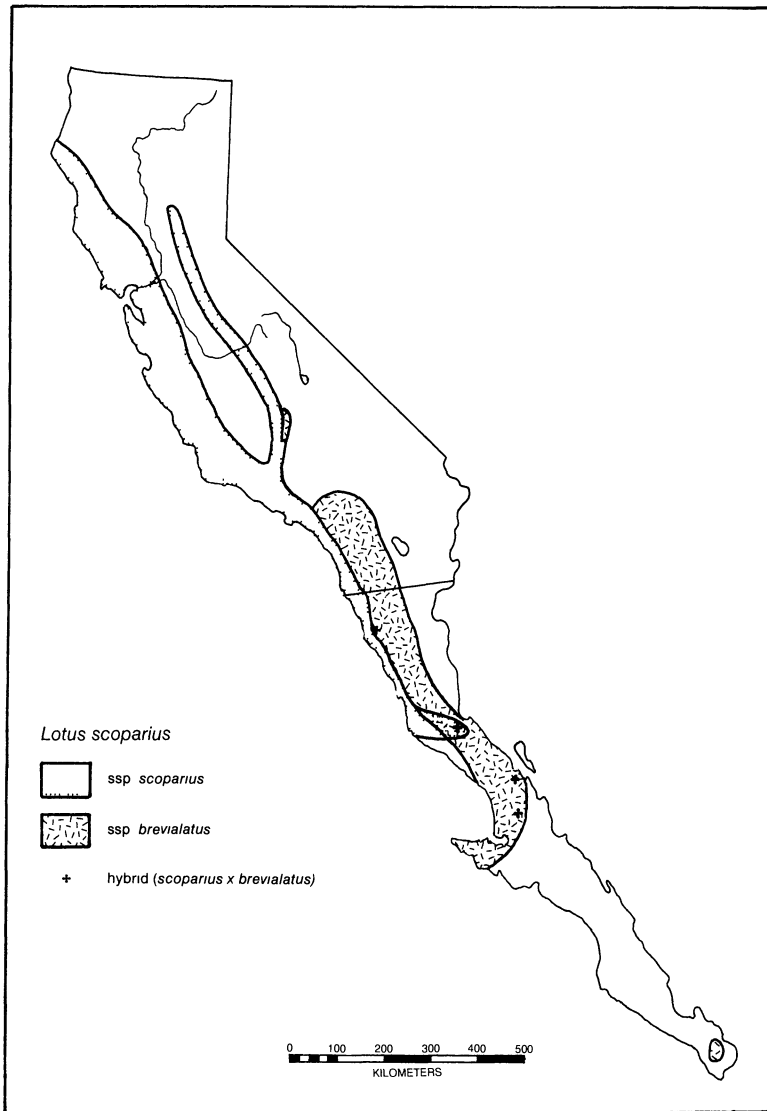 Lotus scoparius
ssp scoparius
ssp brevialatus
+ hybrid (scoparius x brevialatus)
0 100 200 300 400 500
KILOMETERS